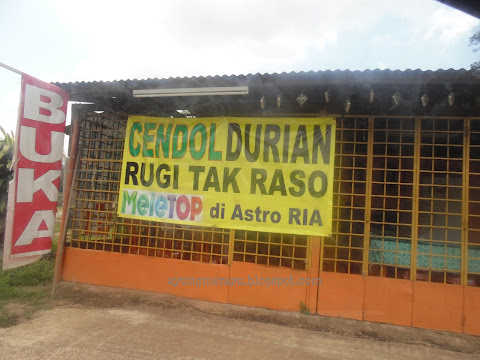 BUKA
CENDOL DURIAN
RUGI TAK RASO
MeleTOP di Astro RIA